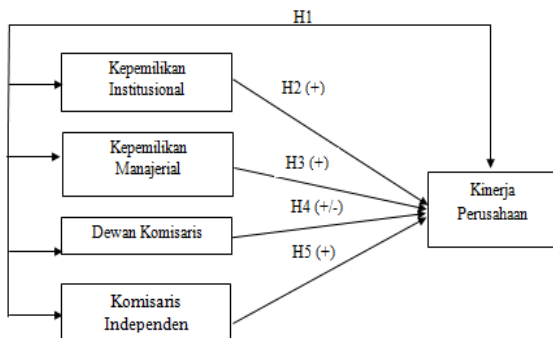 H1
Kepemilikan
Institusional
H2 (+)
Kepemilikan
Manajerial
H3 (+)
Kinerja
Perusahaan
H4 (+/-)
Dewan Komisaris
H5 (+)
Komisaris
Independen